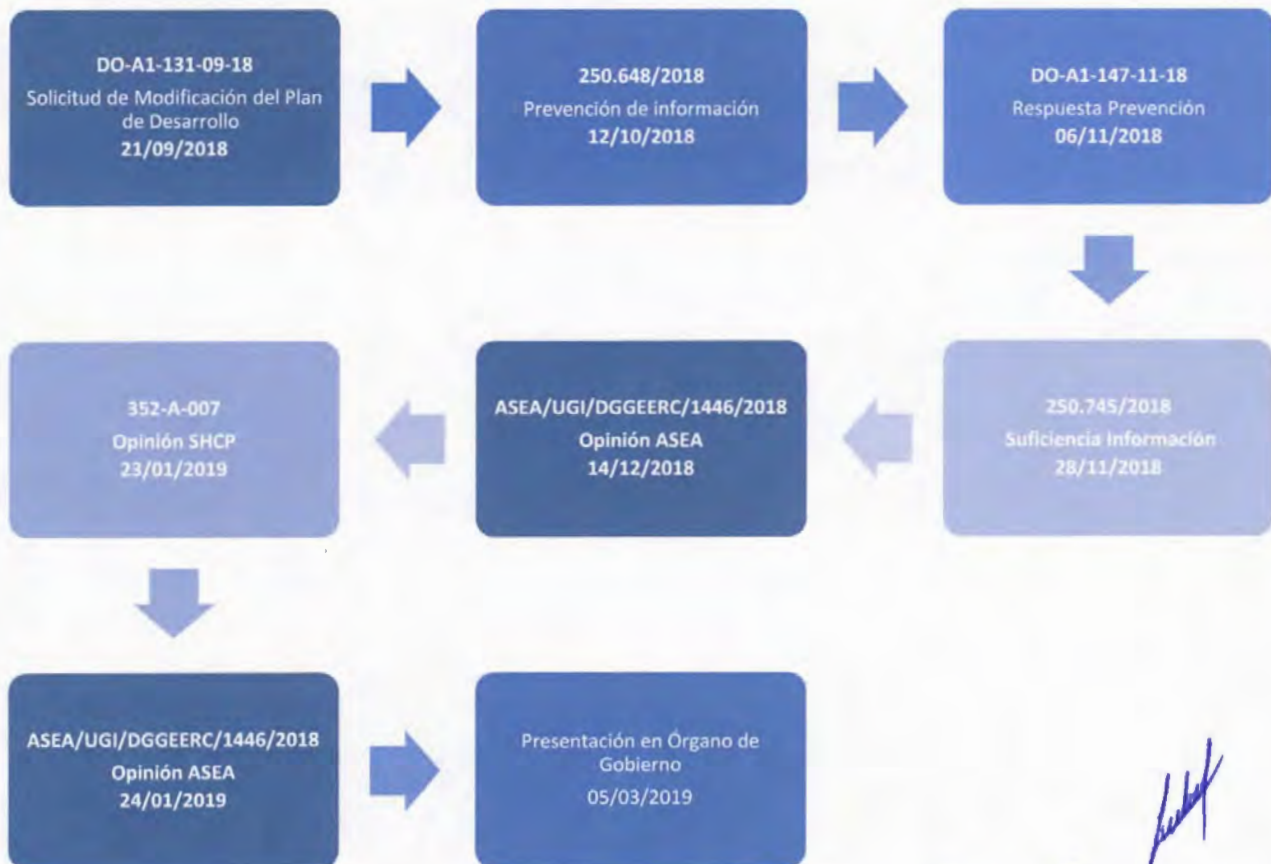 DO-A1-131-09-18
Solicitud de Modificación del Plan
de Desarrollo
21/09/2018
250.648/2018
Prevención de información
12/10/2018
DO-A1-147-11-18
Respuesta Prevención
06/11/2018
250.745/2018
Suficiencia Información
28/11/2018
ASEA/UGI/DGGEERC/1446/2018
Opinión ASEA
14/12/2018
352-A-007
Opinión SHCP
23/01/2019
ASEA/UGI/DGGEERC/1446/2018
Opinión ASEA
24/01/2019
Presentación en Órgano de
Gobierno
05/03/2019